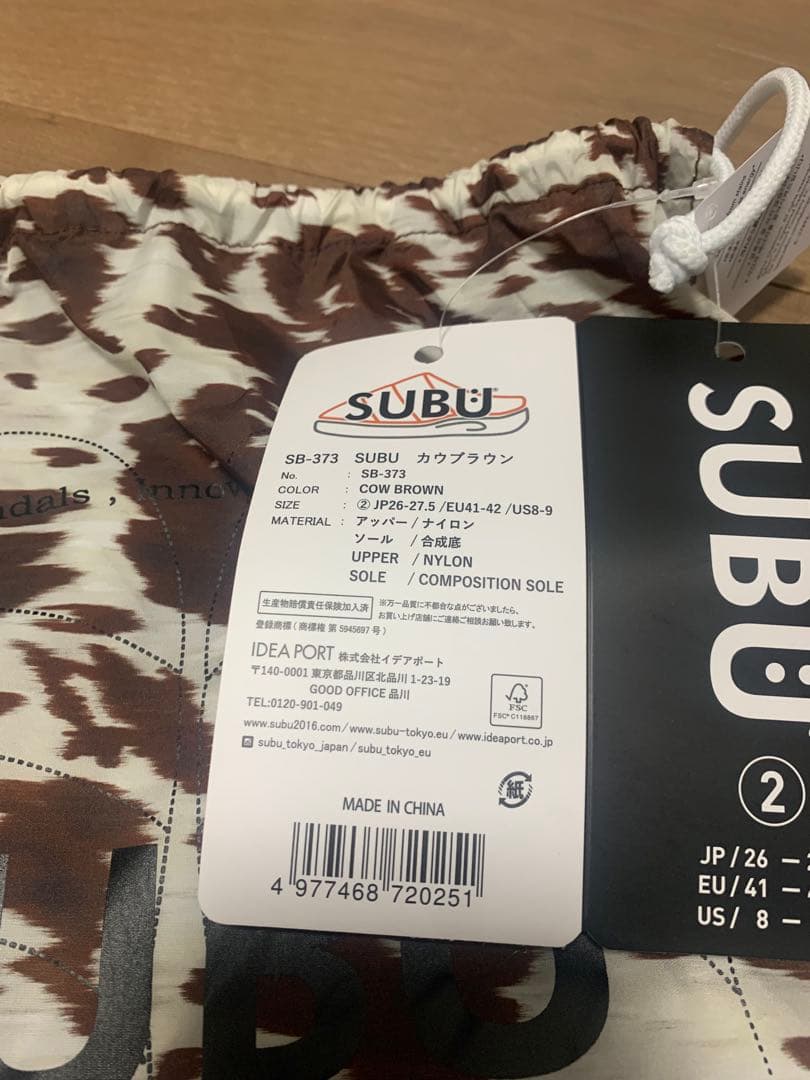 SUBU
SB-373 SUBU カウブラウン
No. : SB-373
COLOR : COW BROWN
SIZE : ② JP26-27.5 /EU41-42 /US8-9
MATERIAL : アッパー / ナイロン
ソール / 合成底
UPPER / NYLON
SOLE / COMPOSITION SOLE
生産物賠償責任保険加入済
※万一品質に不都合な点がございましたら、
お買い上げ店舗にご連絡ご相談お願い致します。
登録商標 ( 商標権 第 5945697 号 )
IDEA PORT 株式会社イデアポート
〒140-0001 東京都品川区北品川 1-23-19
GOOD OFFICE 品川
TEL:0120-901-049
FSC
FSC® C118867
www.subu2016.com / www.subu-tokyo.eu / www.ideaport.co.jp
subu_tokyo_japan / subu_tokyo_eu
紙
MADE IN CHINA
4 977468 720251
SUBU
2
JP / 26 —
EU / 41 —
US / 8 —
dals , Innov
U
BU